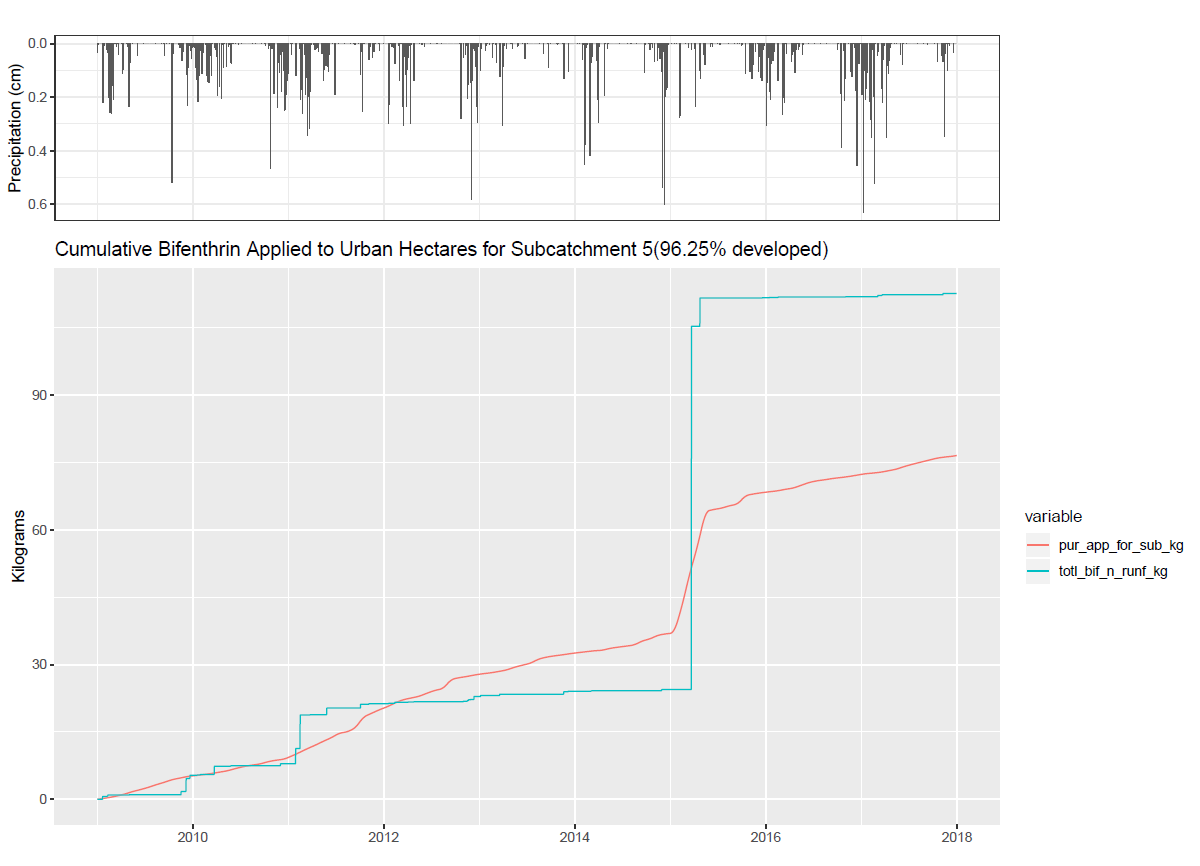 0.0
0.2
0.4
0.6
Precipitation (cm)
Cumulative Bifenthrin Applied to Urban Hectares for Subcatchment 5(96.25% developed)
90
60
30
0
Kilograms
2010 2012 2014 2016 2018
variable
pur_app_for_sub_kg
totl_bif_n_runf_kg